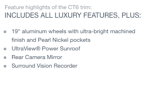 Feature highlights of the CT6 trim:
INCLUDES ALL LUXURY FEATURES, PLUS:
19" aluminum wheels with ultra-bright machined
finish and Pearl Nickel pockets
UltraView® Power Sunroof
Rear Camera Mirror
Surround Vision Recorder